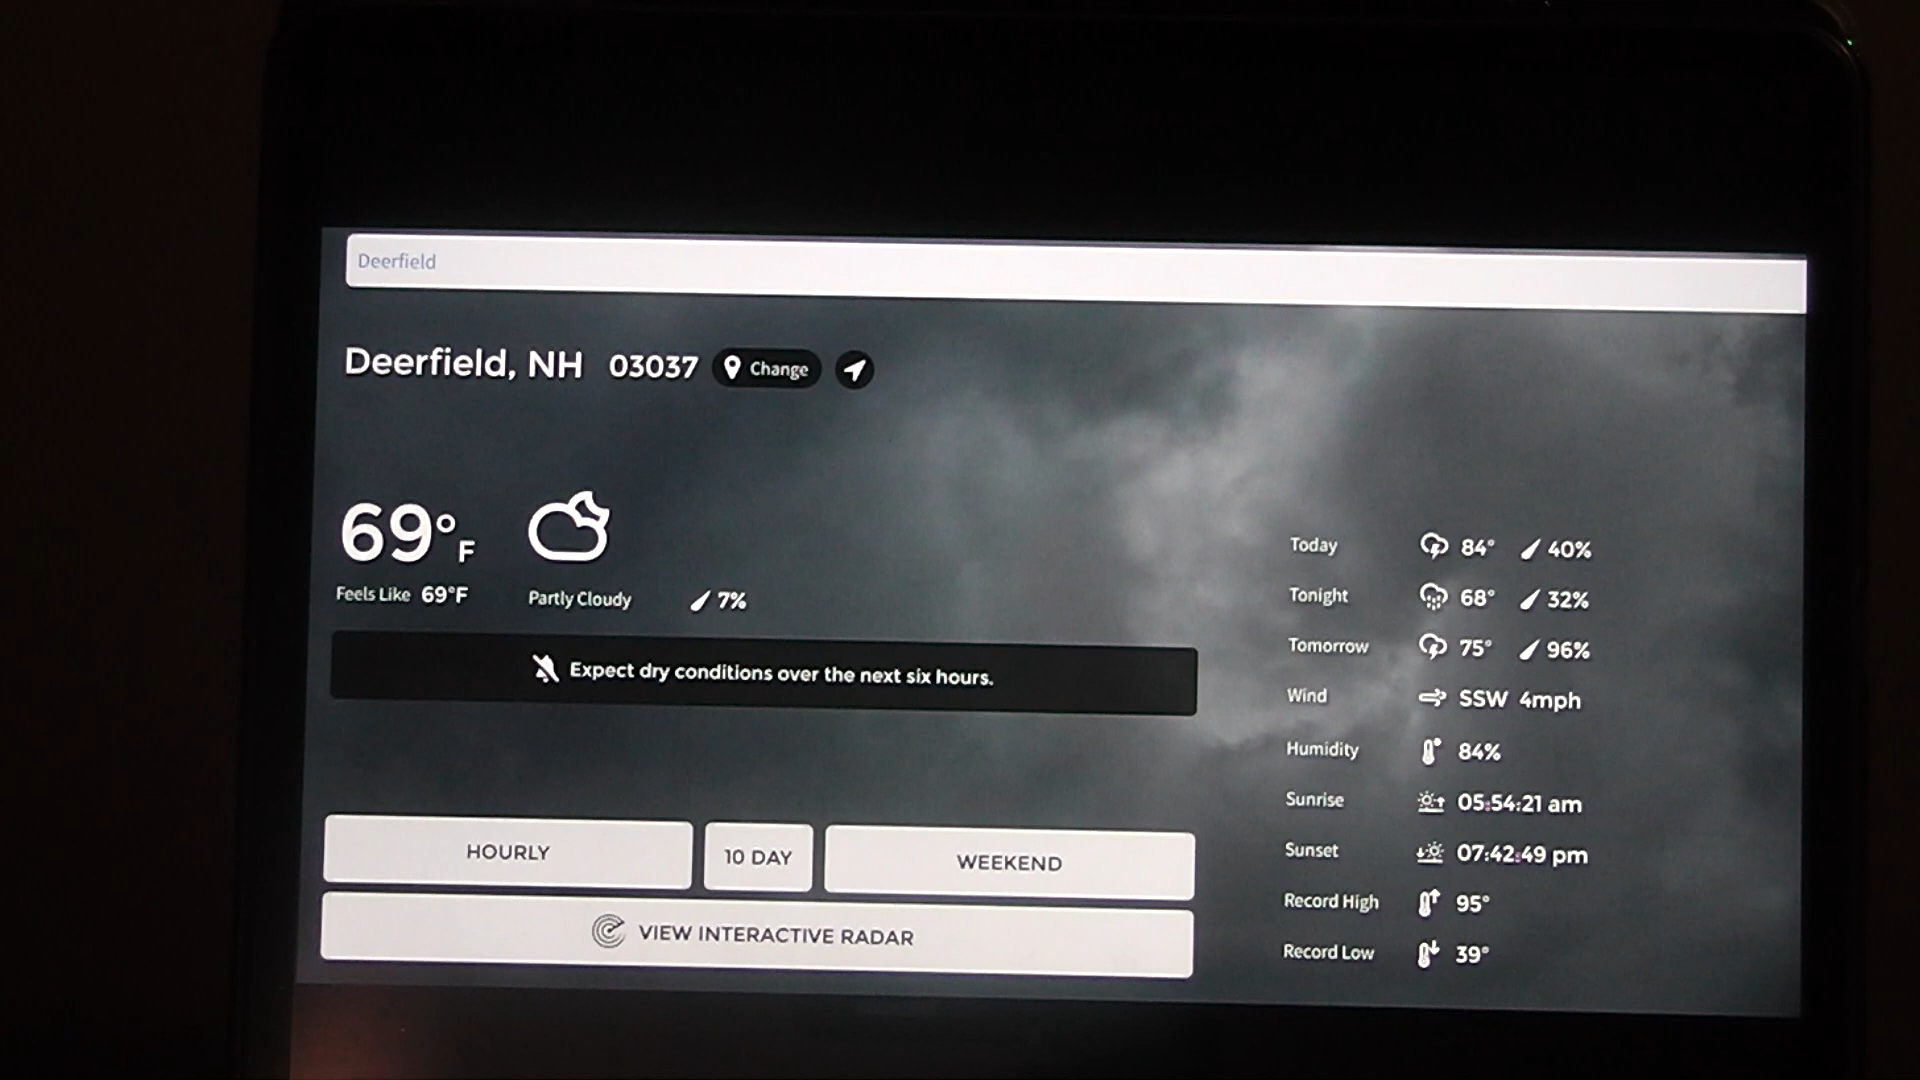 Deerfield
Deerfield, NH 03037 Change
69°F
Feels Like 69°F
Partly Cloudy
7%
Expect dry conditions over the next six hours.
HOURLY
10 DAY
WEEKEND
VIEW INTERACTIVE RADAR
Today 84° 40%
Tonight 68° 32%
Tomorrow 75° 96%
Wind SSW 4mph
Humidity 84%
Sunrise 05:54:21 am
Sunset 07:42:49 pm
Record High 95°
Record Low 39°